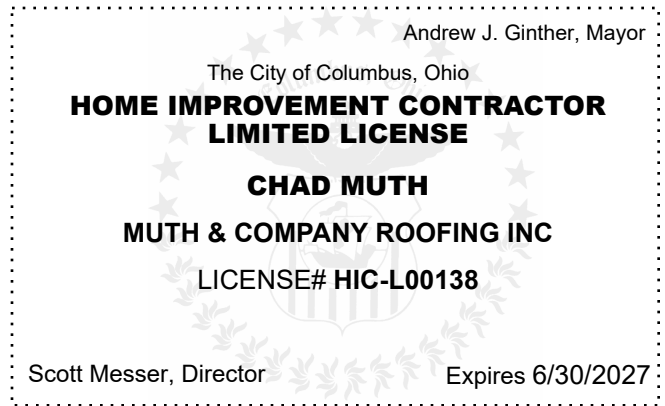 Andrew J. Ginther, Mayor
The City of Columbus, Ohio
HOME IMPROVEMENT CONTRACTOR
LIMITED LICENSE
CHAD MUTH
MUTH & COMPANY ROOFING INC
LICENSE# HIC-L00138
Scott Messer, Director
Expires 6/30/2027